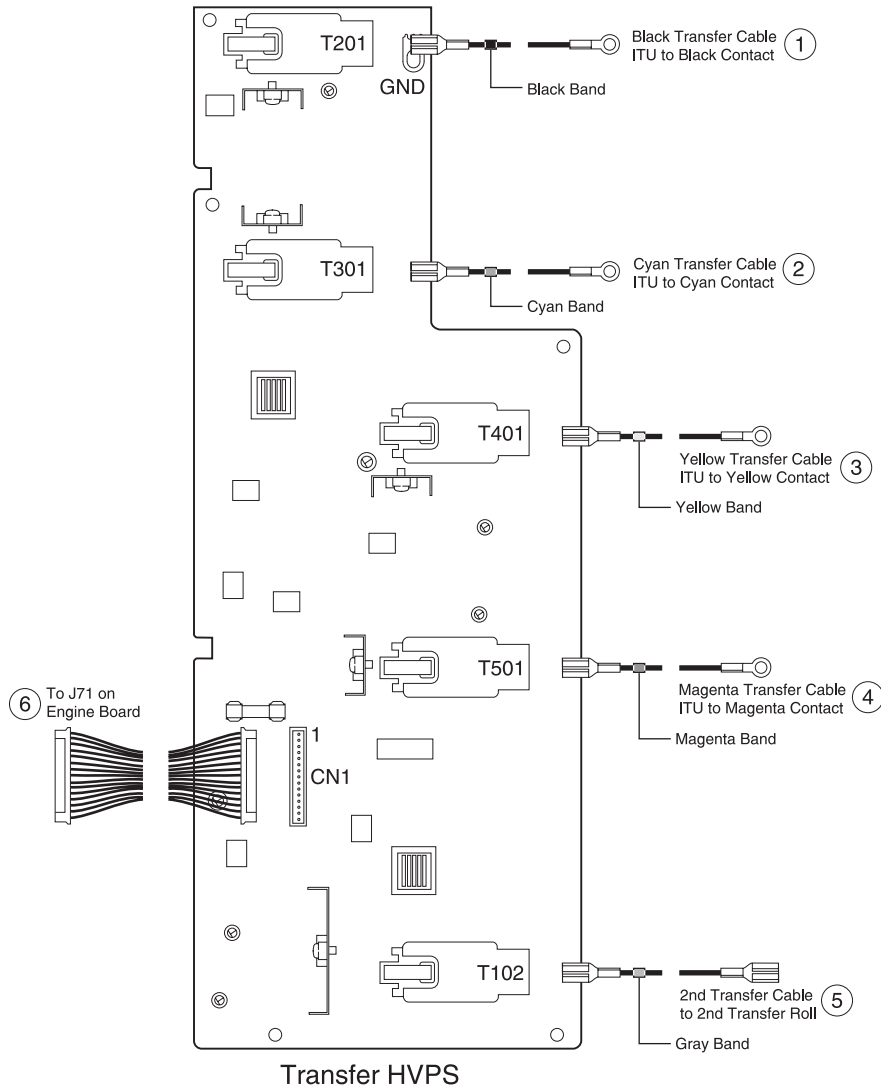 T201
GND
Black Transfer Cable
ITU to Black Contact
1
Black Band
T301
Cyan Transfer Cable
ITU to Cyan Contact
2
Cyan Band
T401
Yellow Transfer Cable
ITU to Yellow Contact
3
Yellow Band
T501
Magenta Transfer Cable
ITU to Magenta Contact
4
Magenta Band
6
To J71 on
Engine Board
1
CN1
T102
2nd Transfer Cable
to 2nd Transfer Roll
5
Gray Band
Transfer HVPS